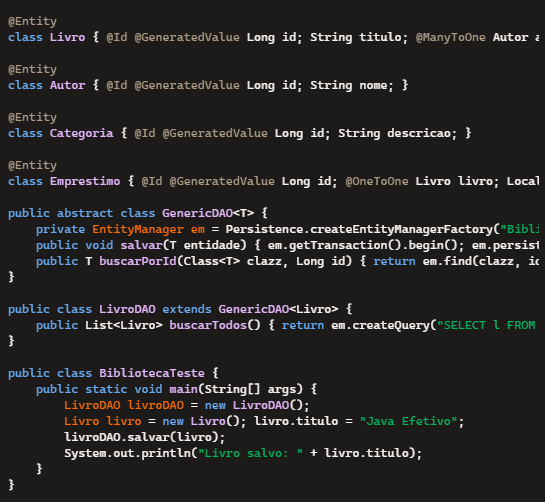 @Entity
class Livro { @Id @GeneratedValue Long id; String titulo; @ManyToOne Autor a
@Entity
class Autor { @Id @GeneratedValue Long id; String nome; }
@Entity
class Categoria { @Id @GeneratedValue Long id; String descricao; }
@Entity
class Emprestimo { @Id @GeneratedValue Long id; @OneToOne Livro livro; Local
public abstract class GenericDAO<T> {
    private EntityManager em = Persistence.createEntityManagerFactory("Bibli
    public void salvar(T entidade) { em.getTransaction().begin(); em.persist
    public T buscarPorId(Class<T> clazz, Long id) { return em.find(clazz, id
}
public class LivroDAO extends GenericDAO<Livro> {
    public List<Livro> buscarTodos() { return em.createQuery("SELECT l FROM
}
public class BibliotecaTeste {
    public static void main(String[] args) {
        LivroDAO livroDAO = new LivroDAO();
        Livro livro = new Livro(); livro.titulo = "Java Efetivo";
        livroDAO.salvar(livro);
        System.out.println("Livro salvo: " + livro.titulo);
    }
}